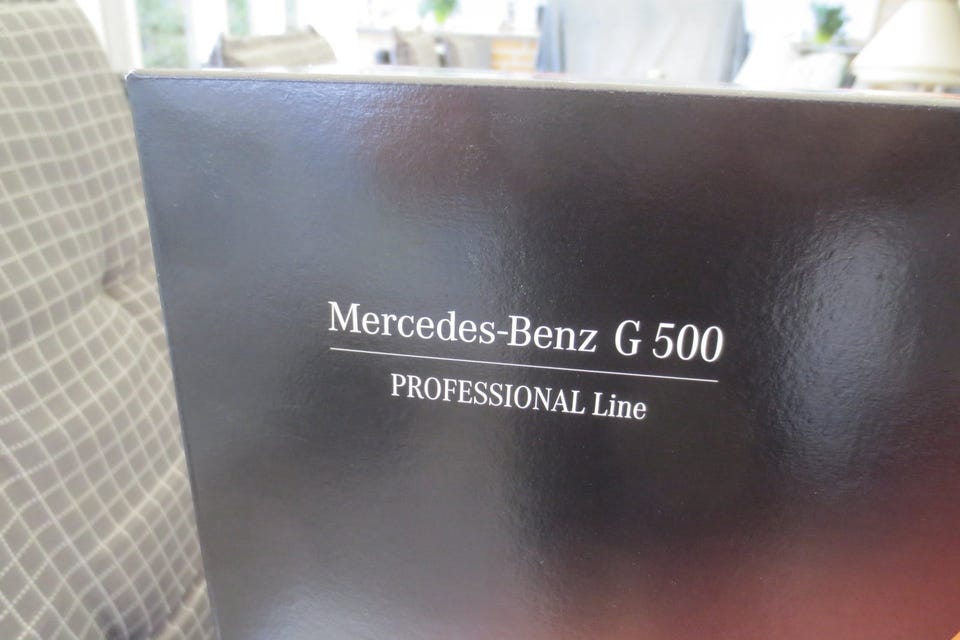 Mercedes-Benz G 500
PROFESSIONAL Line